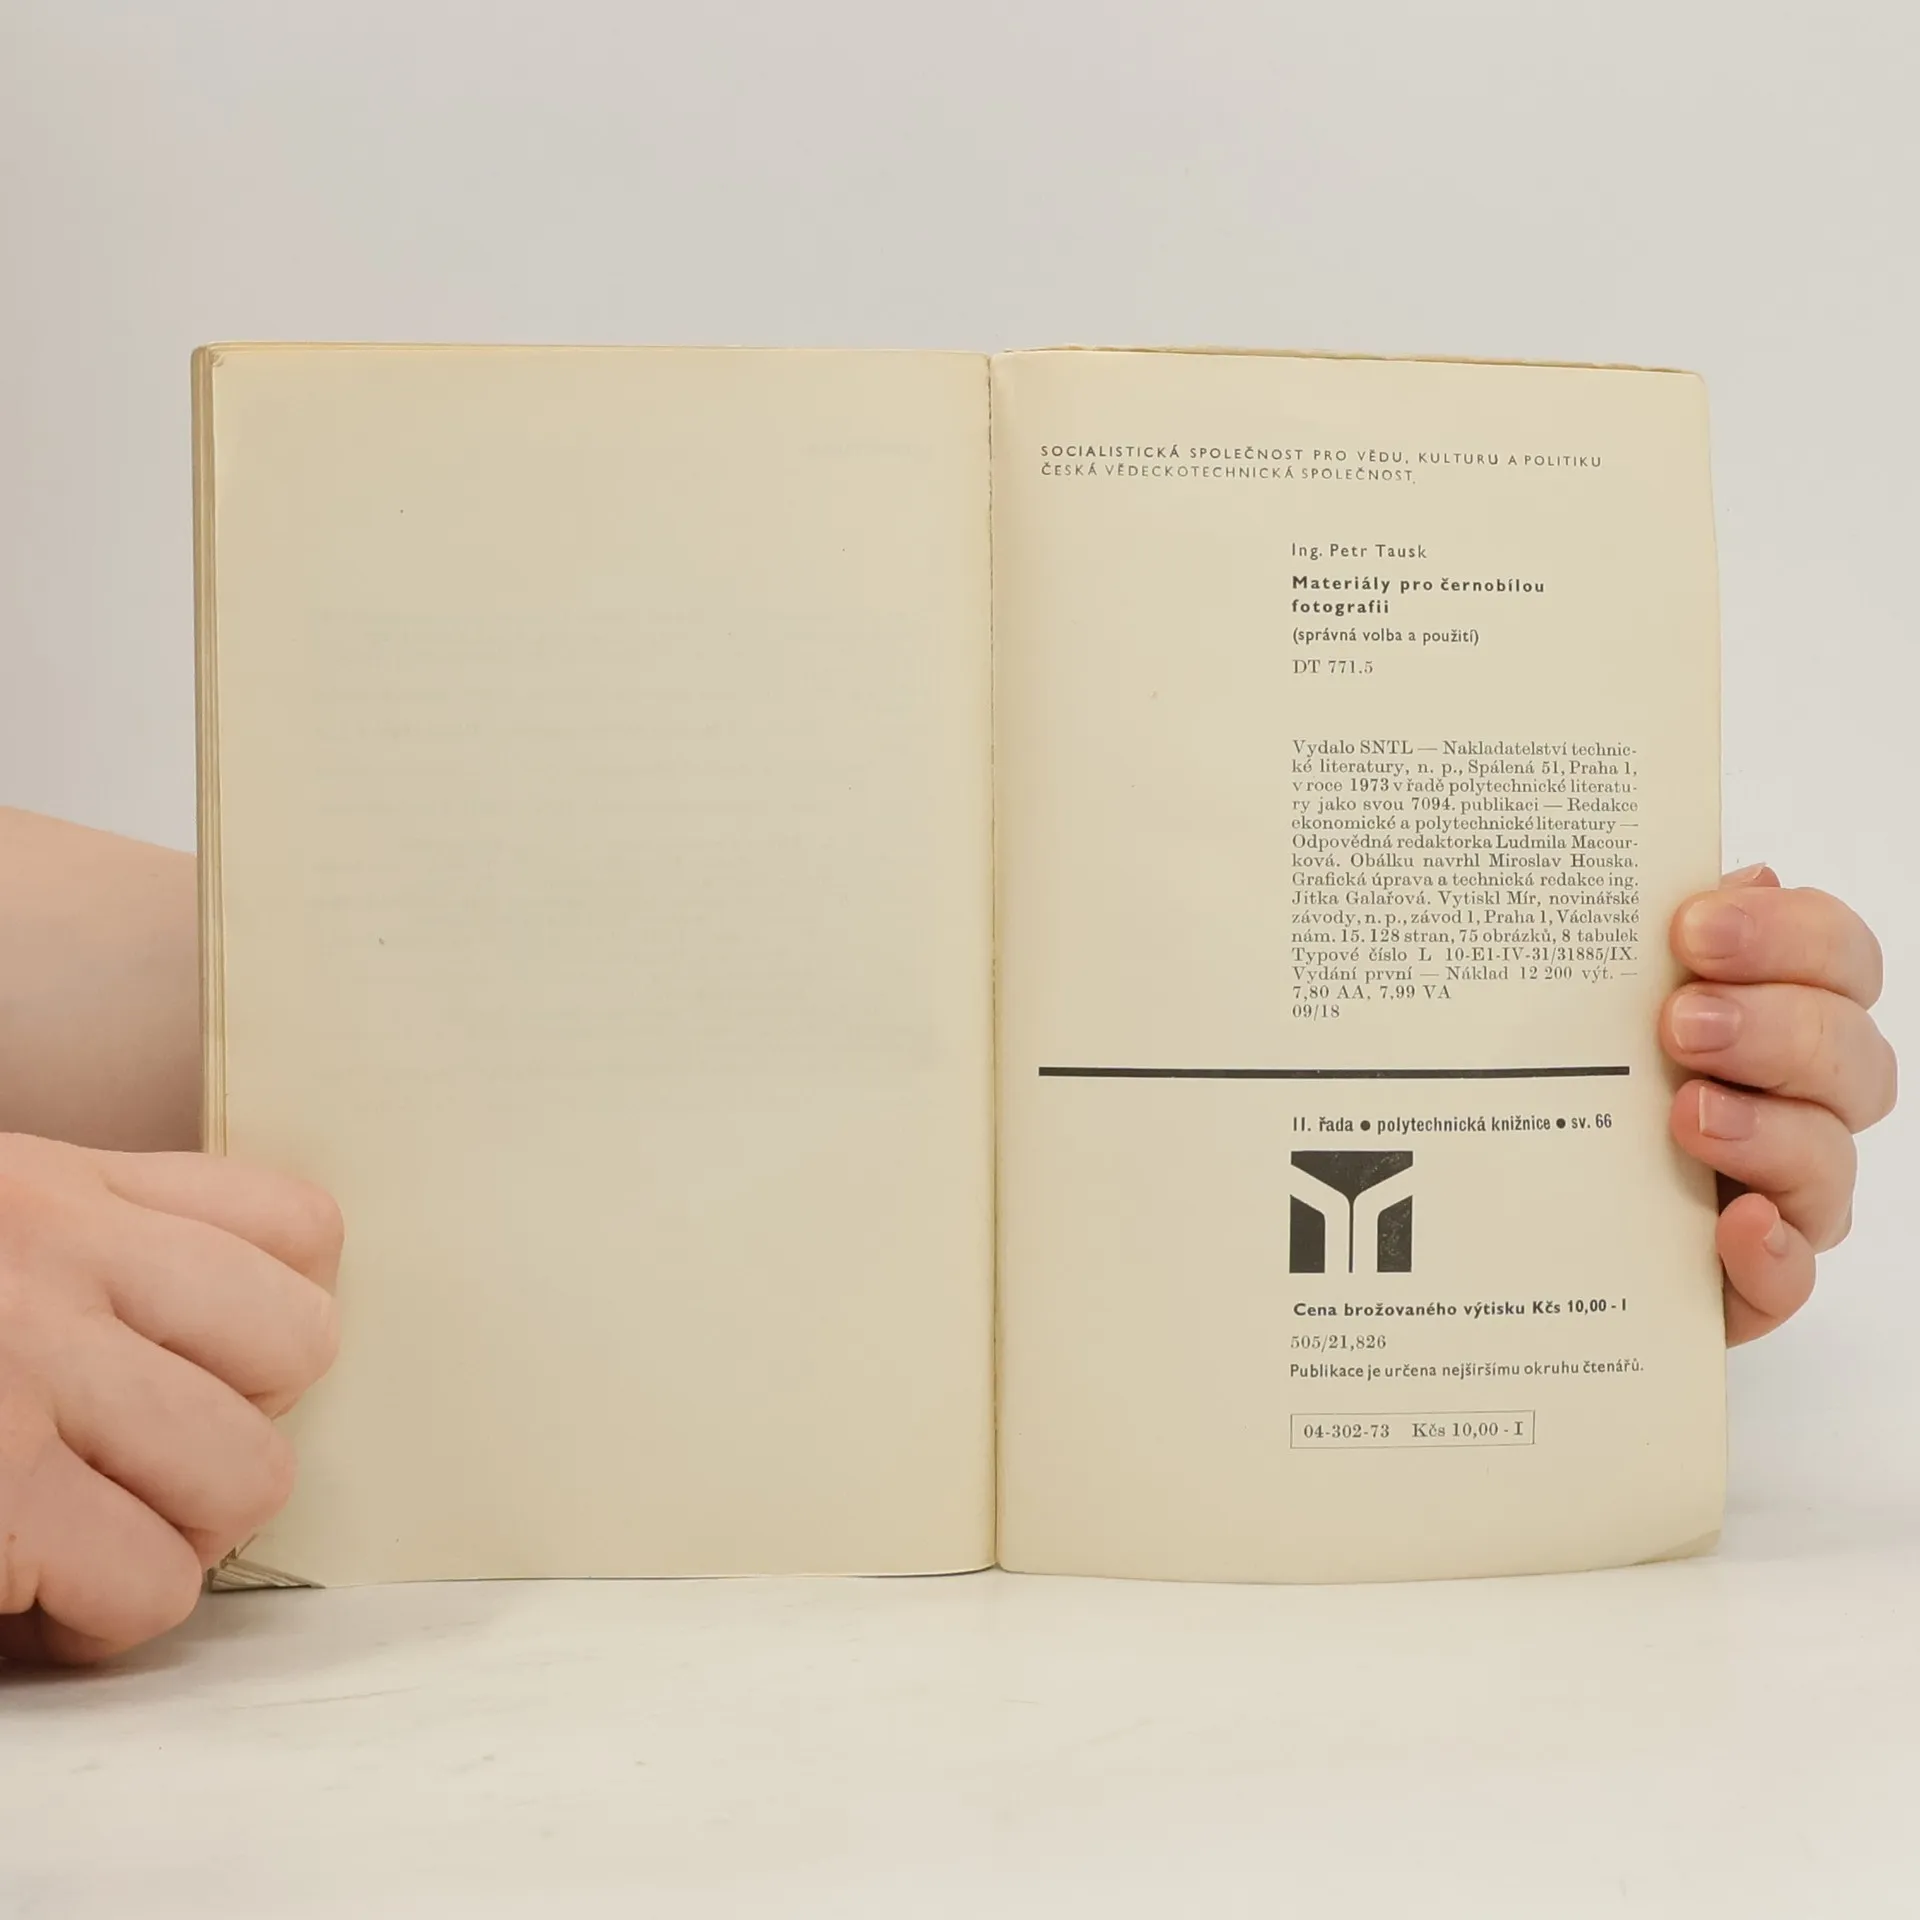 SOCIALISTICKÁ SPOLEČNOST PRO VĚDU, KULTURU A POLITIKU
ČESKÁ VĚDECKOTECHNICKÁ SPOLEČNOST
Ing. Petr Tausk
Materiály pro černobílou
fotografii
(správná volba a použití)
DT 771.5
Vydalo SNTL — Nakladatelství technic-
ké literatury, n. p., Spálená 51, Praha 1,
v roce 1973 v řadě polytechnické literatu-
ry jako svou 7094. publikaci — Redakce
ekonomické a polytechnické literatury —
Odpovědná redaktorka Ludmila Macour-
ková. Obálku navrhl Miroslav Houska.
Grafická úprava a technická redakce ing.
Jitka Galařová. Vytiskl Mír, novinářské
závody, n. p., závod 1, Praha 1, Václavské
nám. 15. 128 stran, 75 obrázků, 8 tabulek
Typové číslo L 10-E1-IV-31/31885/IX.
Vydání první — Náklad 12 200 výt. —
7,80 AA, 7,99 VA
09/18
II. řada ● polytechnická knižnice ● sv. 66
Cena brožovaného výtisku Kčs 10,00 - I
505/21,826
Publikace je určena nejširšímu okruhu čtenářů.
04-302-73 Kčs 10,00 - I